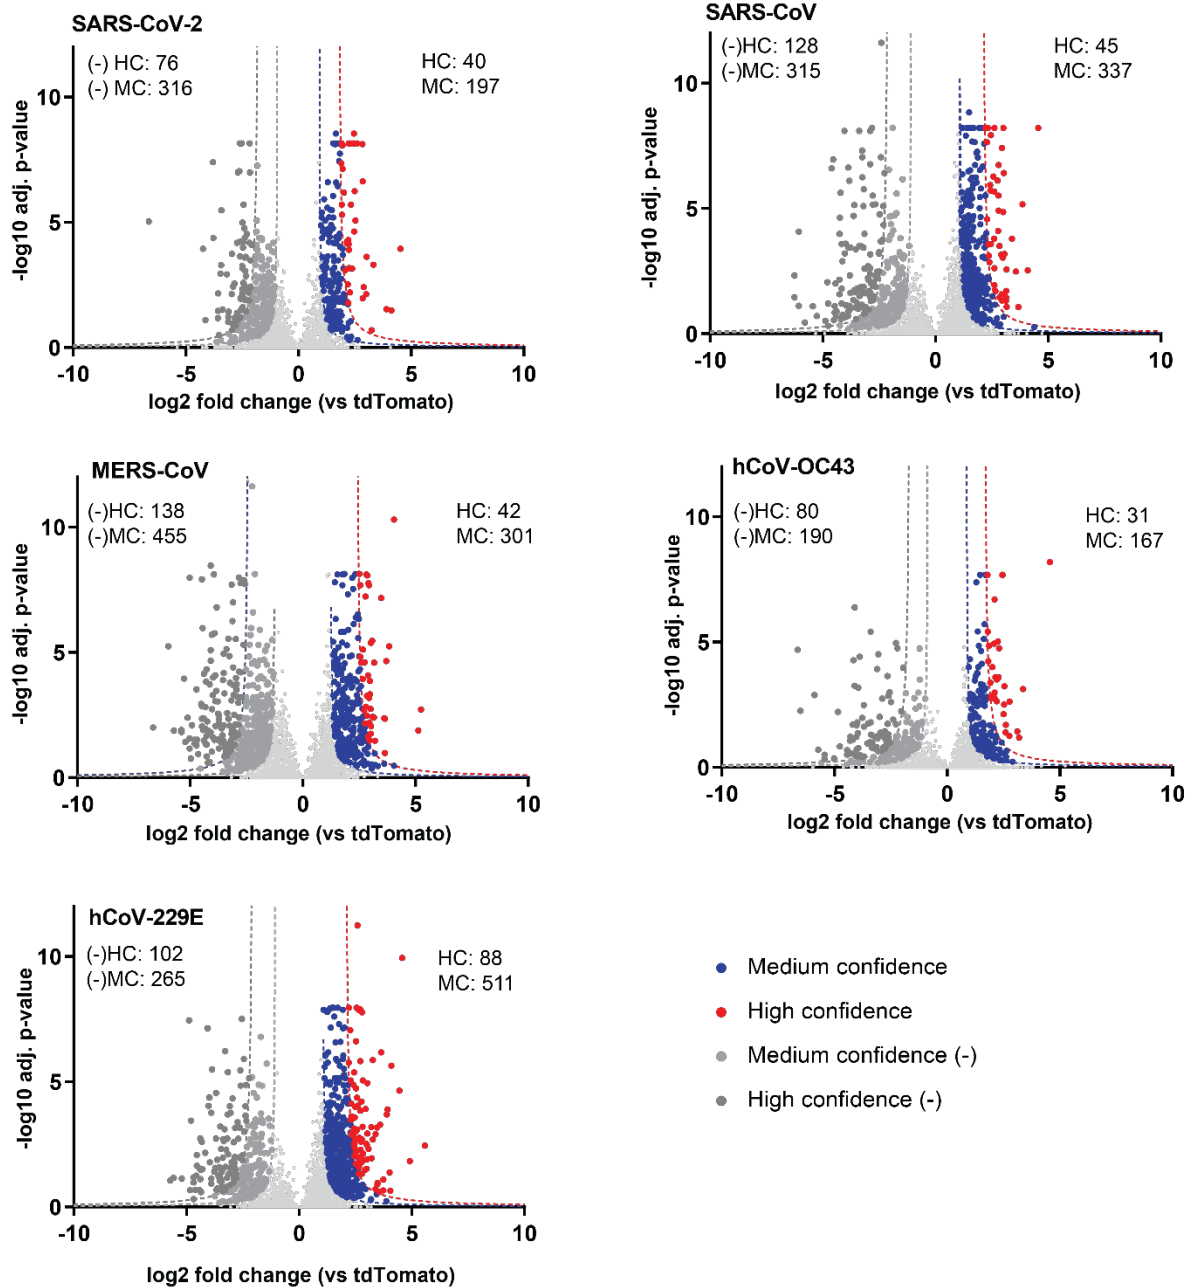 SARS-CoV-2
(-) HC: 76
(-) MC: 316
HC: 40
MC: 197
10
5
0
-10
-5
0
5
10
-log10 adj. p-value
log2 fold change (vs tdTomato)
SARS-CoV
(-)HC: 128
(-)MC: 315
HC: 45
MC: 337
10
5
0
-10
-5
0
5
10
-log10 adj. p-value
log2 fold change (vs tdTomato)
MERS-CoV
(-)HC: 138
(-)MC: 455
HC: 42
MC: 301
10
5
0
-10
-5
0
5
10
-log10 adj. p-value
log2 fold change (vs tdTomato)
hCoV-OC43
(-)HC: 80
(-)MC: 190
HC: 31
MC: 167
10
5
0
-10
-5
0
5
10
-log10 adj. p-value
log2 fold change (vs tdTomato)
hCoV-229E
(-)HC: 102
(-)MC: 265
HC: 88
MC: 511
10
5
0
-10
-5
0
5
10
-log10 adj. p-value
log2 fold change (vs tdTomato)
Medium confidence
High confidence
Medium confidence (-)
High confidence (-)